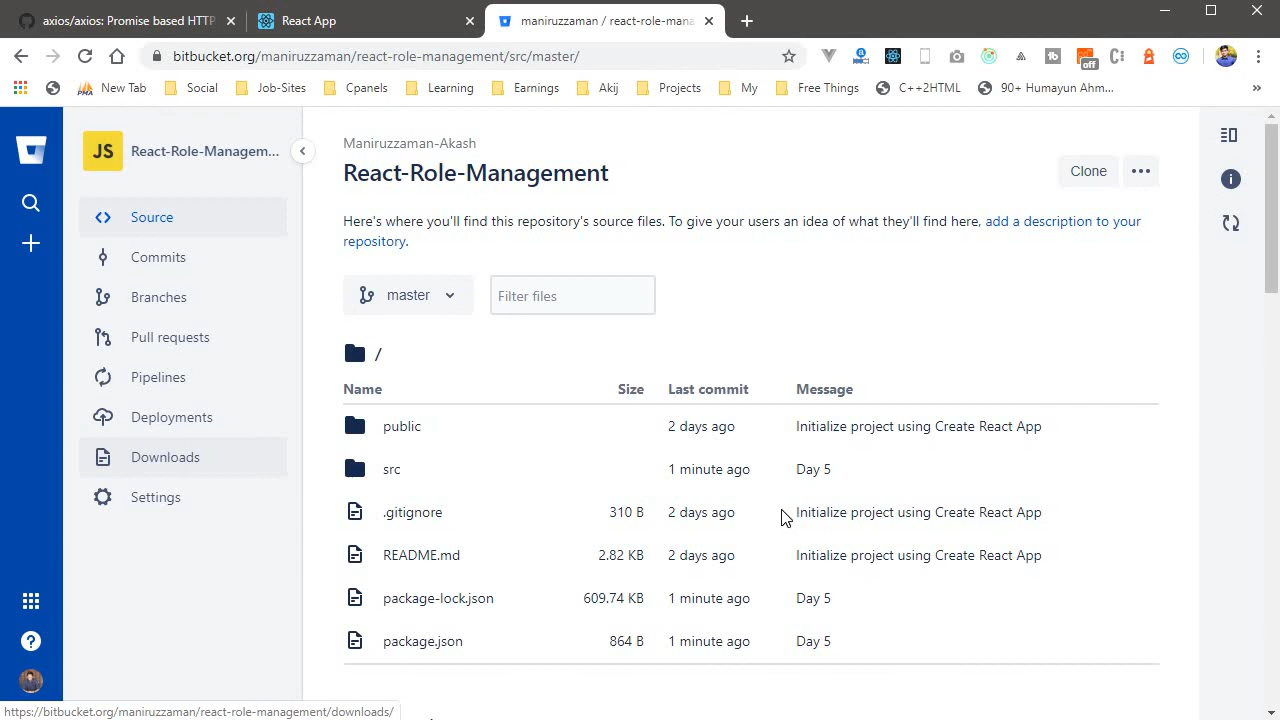 axios/axios: Promise based HTTP
React App
maniruzzaman / react-role-mana
bitbucket.org/maniruzzaman/react-role-management/src/master/
off
New Tab
Social
Job-Sites
Cpanels
Learning
Earnings
Akij
Projects
My
Free Things
C++2HTML
90+ Humayun Ahm...
»
JS
React-Role-Managem...
Source
Commits
Branches
Pull requests
Pipelines
Deployments
Downloads
Settings
Maniruzzaman-Akash
React-Role-Management
Clone
Here's where you'll find this repository's source files. To give your users an idea of what they'll find here, add a description to your
repository.
master
Filter files
/
Name Size Last commit Message
public 2 days ago Initialize project using Create React App
src 1 minute ago Day 5
.gitignore 310 B 2 days ago Initialize project using Create React App
README.md 2.82 KB 2 days ago Initialize project using Create React App
package-lock.json 609.74 KB 1 minute ago Day 5
package.json 864 B 1 minute ago Day 5
https://bitbucket.org/maniruzzaman/react-role-management/downloads/